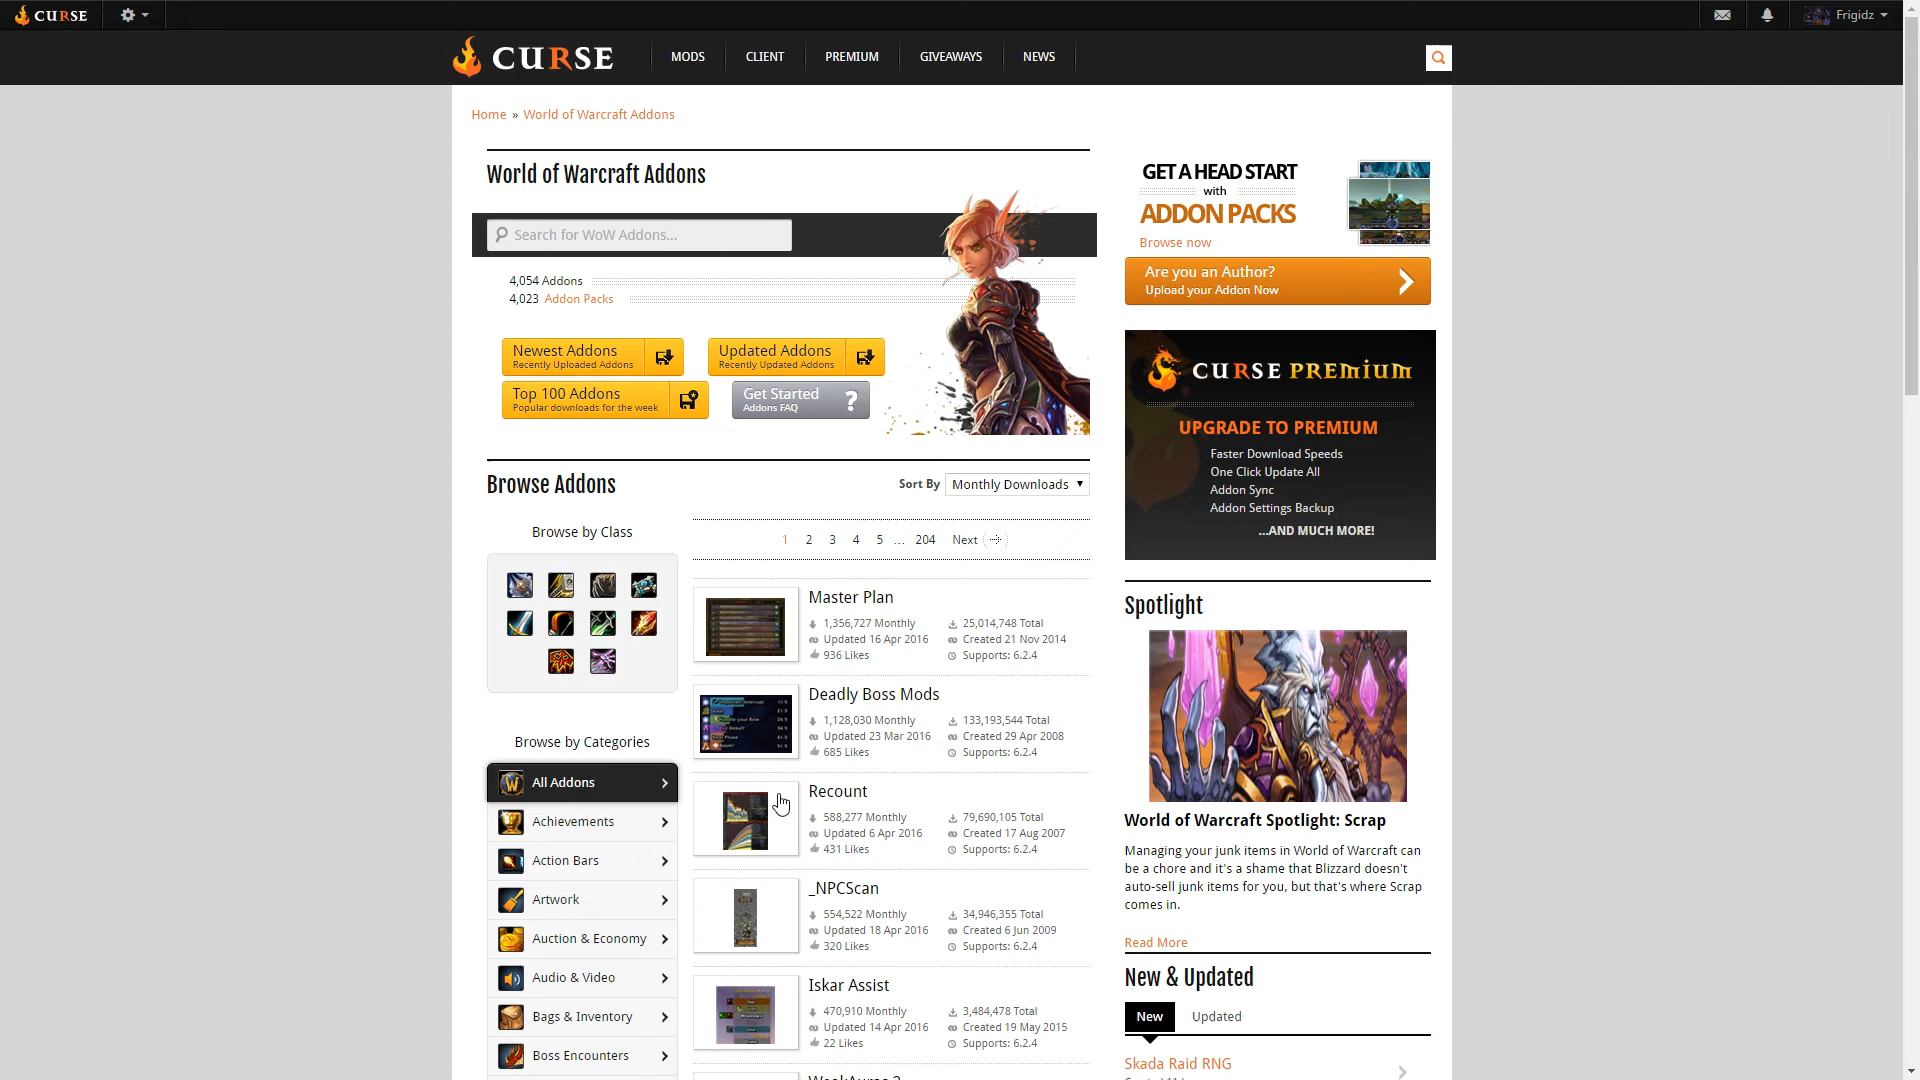 CURSE
Frigidz
CURSE
MODS
CLIENT
PREMIUM
GIVEAWAYS
NEWS
Home » World of Warcraft Addons
World of Warcraft Addons
Search for WoW Addons...
4,054 Addons
4,023 Addon Packs
Newest Addons
Recently Uploaded Addons
Updated Addons
Recently Updated Addons
Top 100 Addons
Popular downloads for the week
Get Started
Addons FAQ
?
GET A HEAD START
with
ADDON PACKS
Browse now
Are you an Author?
Upload your Addon Now
CURSE PREMIUM
UPGRADE TO PREMIUM
Faster Download Speeds
One Click Update All
Addon Sync
Addon Settings Backup
...AND MUCH MORE!
Browse Addons
Sort By Monthly Downloads
Browse by Class
Browse by Categories
All Addons
Achievements
Action Bars
Artwork
Auction & Economy
Audio & Video
Bags & Inventory
Boss Encounters
1 2 3 4 5 ... 204 Next
Master Plan
1,356,727 Monthly 25,014,748 Total
Updated 16 Apr 2016 Created 21 Nov 2014
936 Likes Supports: 6.2.4
Deadly Boss Mods
1,128,030 Monthly 133,193,544 Total
Updated 23 Mar 2016 Created 29 Apr 2008
685 Likes Supports: 6.2.4
Recount
588,277 Monthly 79,690,105 Total
Updated 6 Apr 2016 Created 17 Aug 2007
431 Likes Supports: 6.2.4
_NPCScan
554,522 Monthly 34,946,355 Total
Updated 18 Apr 2016 Created 6 Jun 2009
320 Likes Supports: 6.2.4
Iskar Assist
470,910 Monthly 3,484,478 Total
Updated 14 Apr 2016 Created 19 May 2015
22 Likes Supports: 6.2.4
Spotlight
World of Warcraft Spotlight: Scrap
Managing your junk items in World of Warcraft can
be a chore and it's a shame that Blizzard doesn't
auto-sell junk items for you, but that's where Scrap
comes in.
Read More
New & Updated
New
Updated
Skada Raid RNG